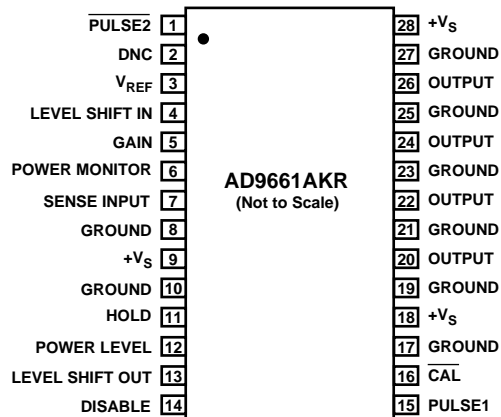 PULSE2 1
DNC 2
VREF 3
LEVEL SHIFT IN 4
GAIN 5
POWER MONITOR 6
SENSE INPUT 7
GROUND 8
+VS 9
GROUND 10
HOLD 11
POWER LEVEL 12
LEVEL SHIFT OUT 13
DISABLE 14
AD9661AKR
(Not to Scale)
28 +VS
27 GROUND
26 OUTPUT
25 GROUND
24 OUTPUT
23 GROUND
22 OUTPUT
21 GROUND
20 OUTPUT
19 GROUND
18 +VS
17 GROUND
16 CAL
15 PULSE1